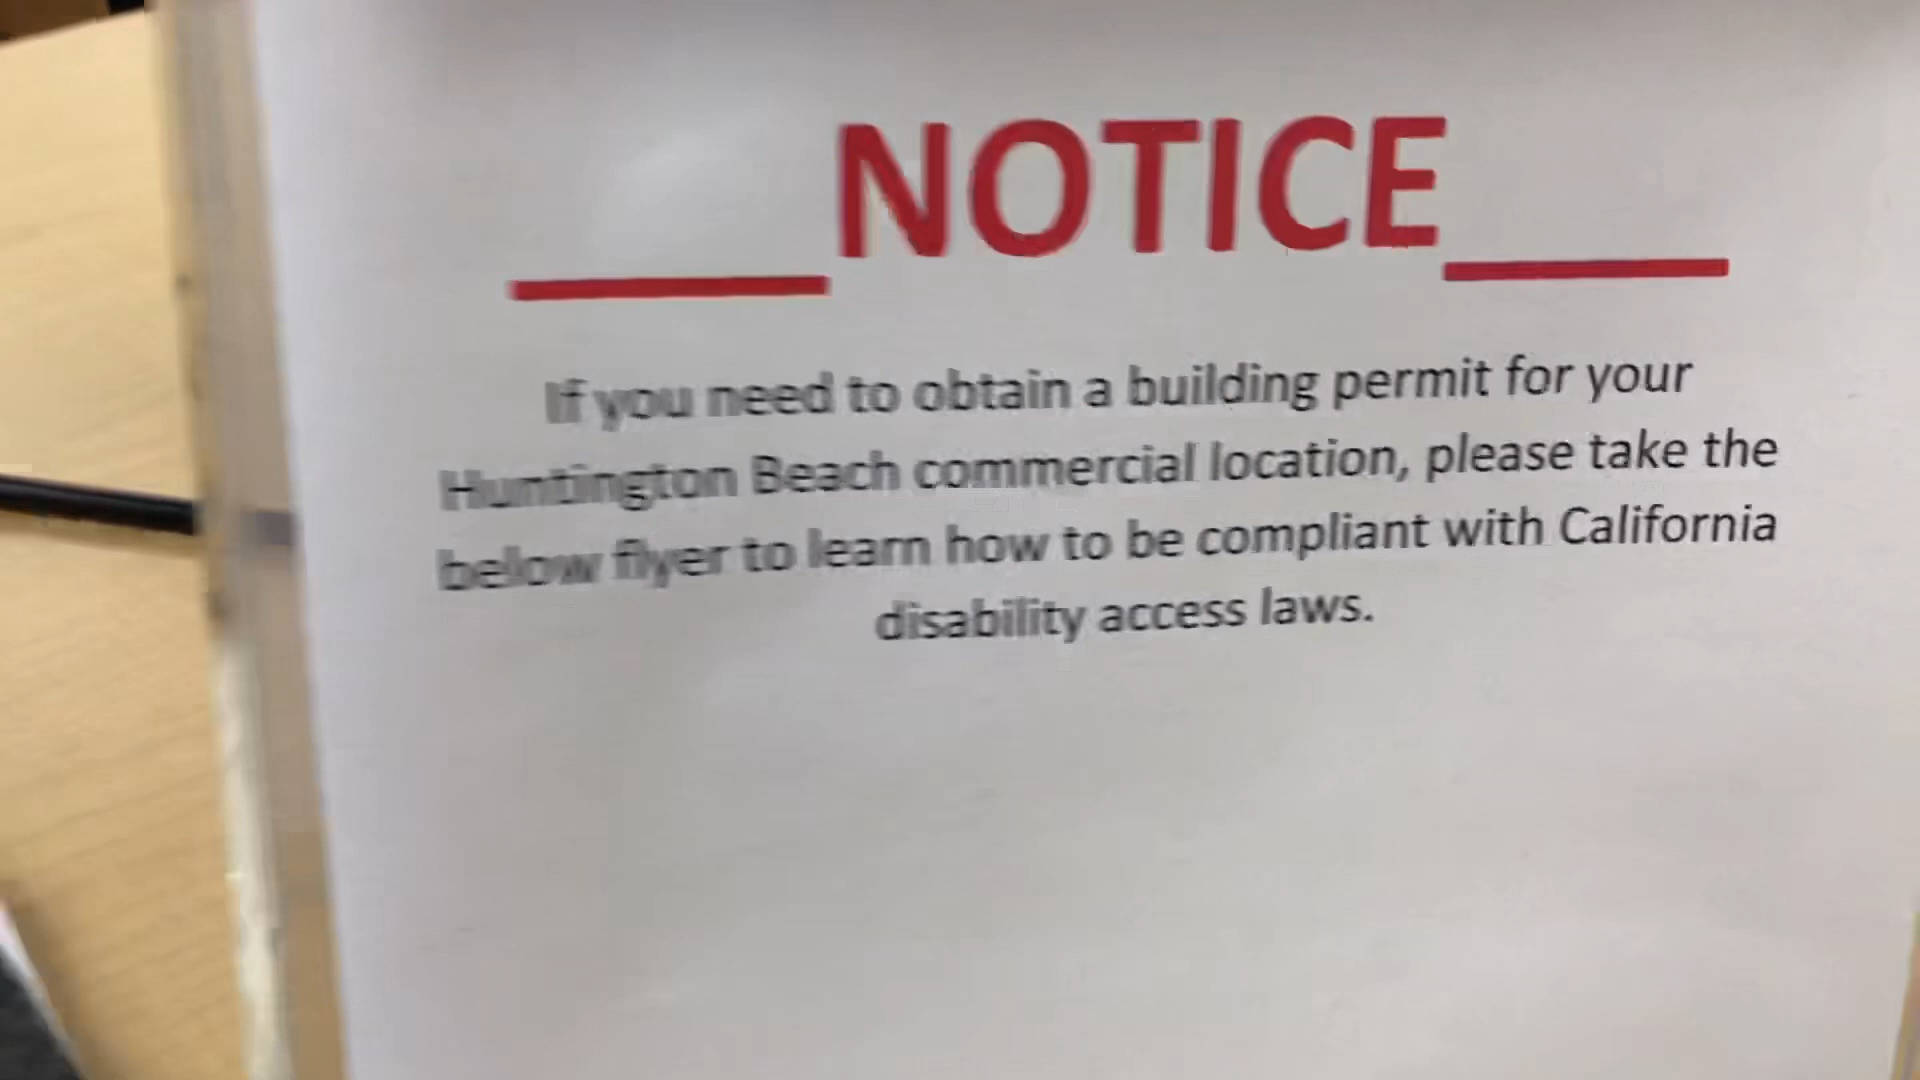 NOTICE
If you need to obtain a building permit for your
Huntington Beach commercial location, please take the
below flyer to learn how to be compliant with California
disability access laws.